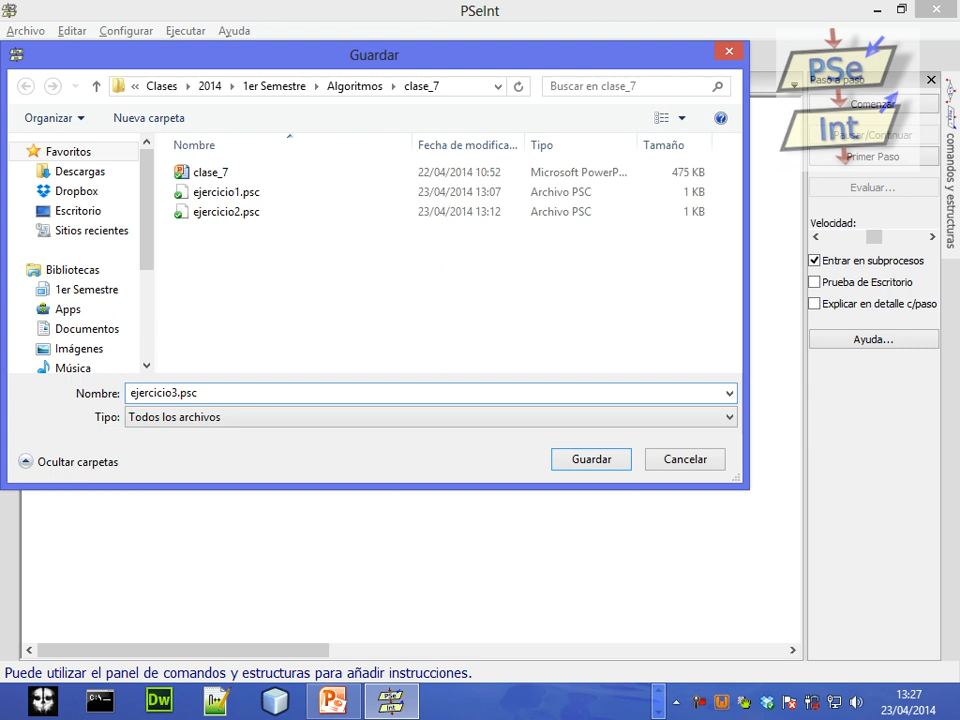 PSeInt
Archivo Editar Configurar Ejecutar Ayuda
Guardar
Clases 2014 1er Semestre Algoritmos clase_7
Buscar en clase_7
Organizar Nueva carpeta
Favoritos
Descargas
Dropbox
Escritorio
Sitios recientes
Bibliotecas
1er Semestre
Apps
Documentos
Imágenes
Música
Nombre Fecha de modifica... Tipo Tamaño
clase_7 22/04/2014 10:52 Microsoft PowerP... 475 KB
ejercicio1.psc 23/04/2014 13:07 Archivo PSC 1 KB
ejercicio2.psc 23/04/2014 13:12 Archivo PSC 1 KB
Nombre: ejercicio3.psc
Tipo: Todos los archivos
Ocultar carpetas
Guardar Cancelar
PSe
Int
Paso a paso
Comenzar
Pausar/Continuar
Primer Paso
Evaluar...
Velocidad:
Entrar en subprocesos
Prueba de Escritorio
Explicar en detalle c/paso
Ayuda...
comandos y estructuras
Puede utilizar el panel de comandos y estructuras para añadir instrucciones.
Dw
13:27
23/04/2014